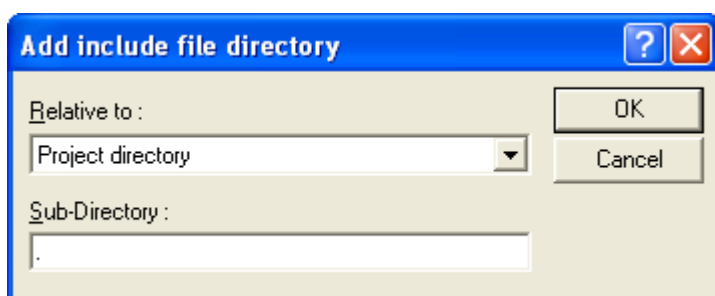 Add include file directory
Relative to :
OK
Project directory
Cancel
Sub-Directory :
.